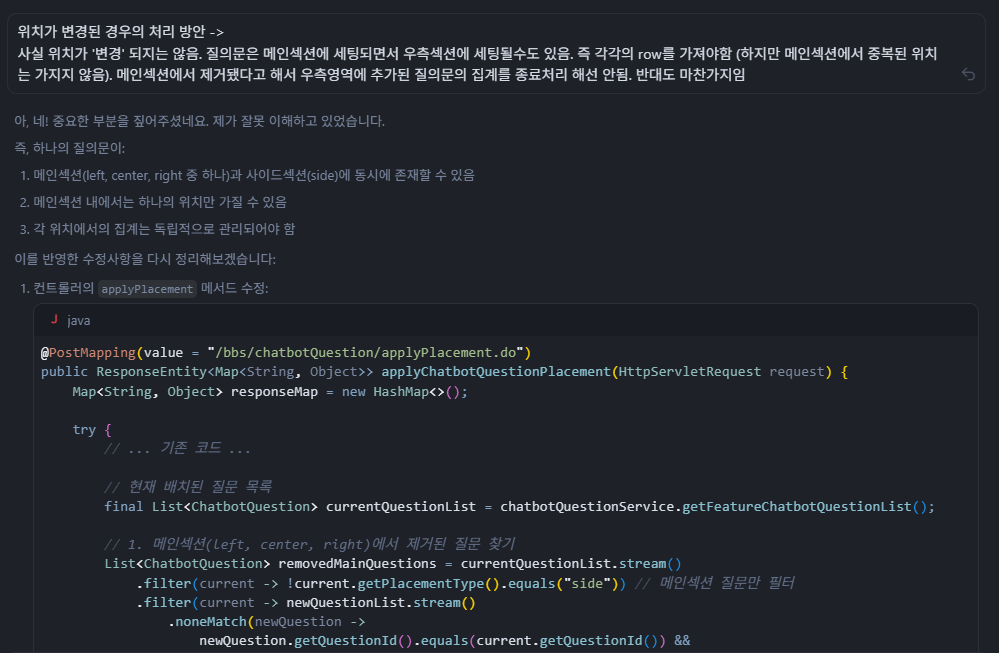 위치가 변경된 경우의 처리 방안 ->
사실 위치가 '변경' 되지는 않음. 질의문은 메인섹션에 세팅되면서 우측섹션에 세팅될수도 있음. 즉 각각의 row를 가져야함 (하지만 메인섹션에서 중복된 위치
는 가지지 않음). 메인섹션에서 제거됐다고 해서 우측영역에 추가된 질의문의 집계를 종료처리 해선 안됨. 반대도 마찬가지임
아, 네! 중요한 부분을 짚어주셨네요. 제가 잘못 이해하고 있었습니다.
즉, 하나의 질의문이:
1. 메인섹션(left, center, right 중 하나)과 사이드섹션(side)에 동시에 존재할 수 있음
2. 메인섹션 내에서는 하나의 위치만 가질 수 있음
3. 각 위치에서의 집계는 독립적으로 관리되어야 함
이를 반영한 수정사항을 다시 정리해보겠습니다:
1. 컨트롤러의 applyPlacement 메서드 수정:
java
@PostMapping(value = "/bbs/chatbotQuestion/applyPlacement.do")
public ResponseEntity<Map<String, Object>> applyChatbotQuestionPlacement(HttpServletRequest request) {
Map<String, Object> responseMap = new HashMap<>();
try {
// ... 기존 코드 ...
// 현재 배치된 질문 목록
final List<ChatbotQuestion> currentQuestionList = chatbotQuestionService.getFeatureChatbotQuestionList();
// 1. 메인섹션(left, center, right)에서 제거된 질문 찾기
List<ChatbotQuestion> removedMainQuestions = currentQuestionList.stream()
.filter(current -> !current.getPlacementType().equals("side")) // 메인섹션 질문만 필터
.filter(current -> newQuestionList.stream()
.noneMatch(newQuestion ->
newQuestion.getQuestionId().equals(current.getQuestionId()) &&